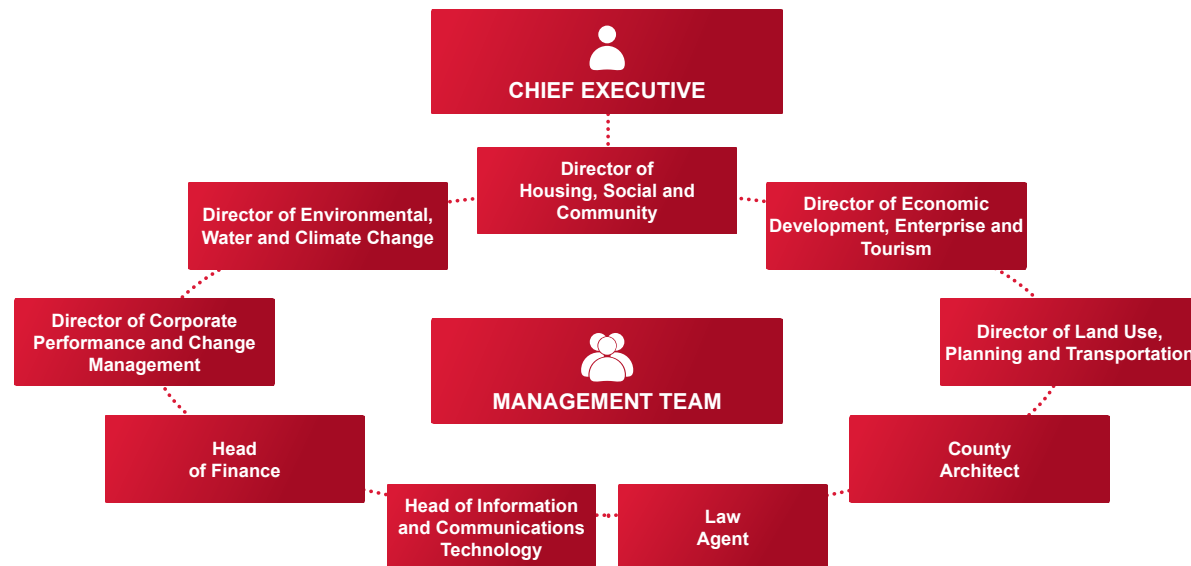 CHIEF EXECUTIVE
Director of
Housing, Social and
Community
Director of Environmental,
Water and Climate Change
Director of Economic
Development, Enterprise and
Tourism
Director of Corporate
Performance and Change
Management
MANAGEMENT TEAM
Director of Land Use,
Planning and Transportation
Head
of Finance
County
Architect
Head of Information
and Communications
Technology
Law
Agent